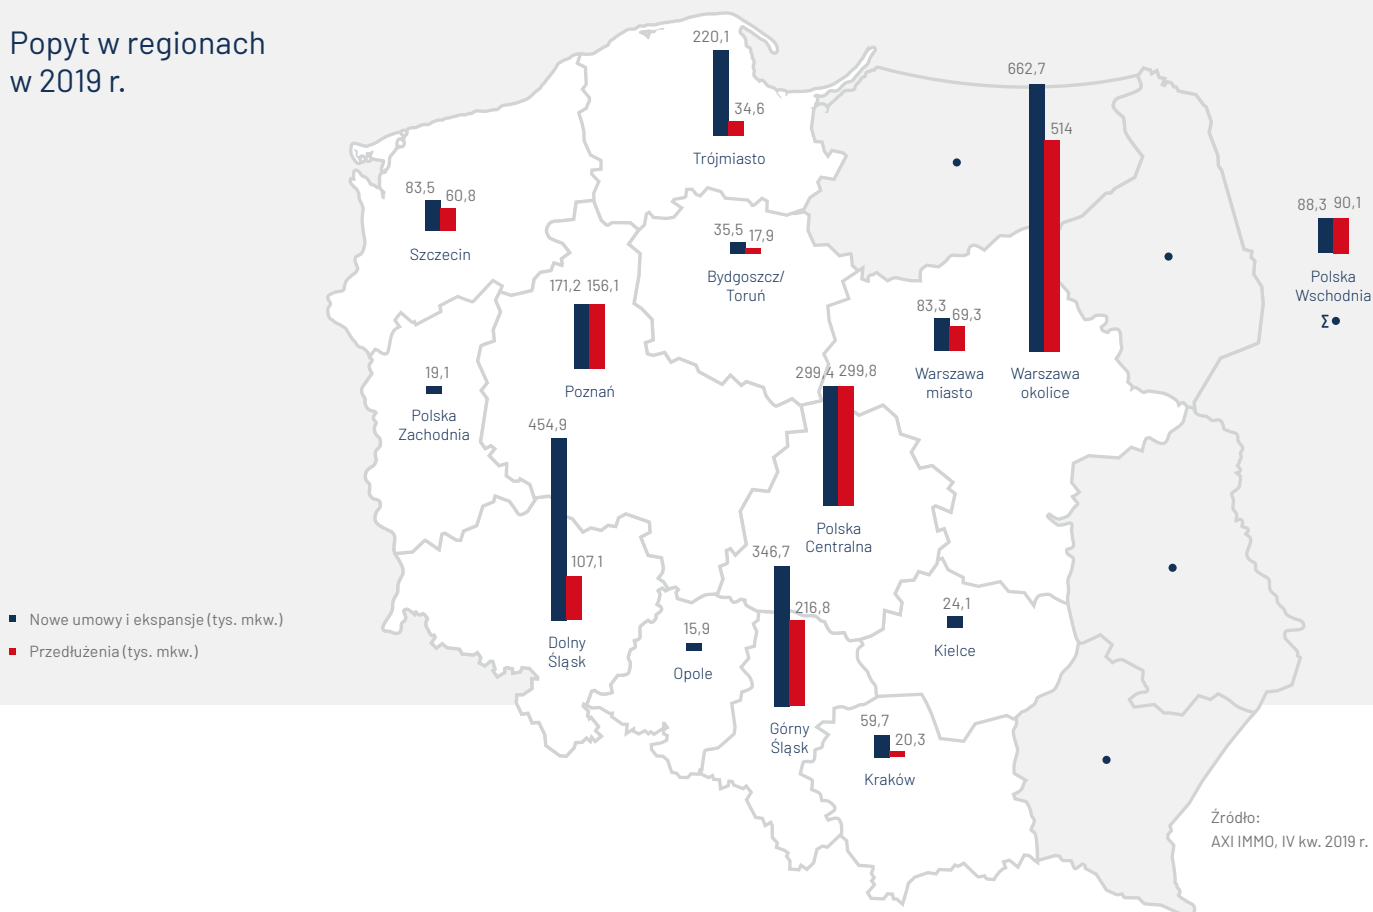 Popyt w regionach
w 2019 r.
220,1
34,6
Trójmiasto
662,7
514
Warszawa
okolice
83,5
60,8
Szczecin
35,5
17,9
Bydgoszcz/
Toruń
88,3
90,1
Polska
Wschodnia
Σ●
171,2
156,1
Poznań
83,3
69,3
Warszawa
miasto
19,1
Polska
Zachodnia
299,4
299,8
Polska
Centralna
454,9
107,1
Dolny
Śląsk
346,7
216,8
Górny
Śląsk
15,9
Opole
24,1
Kielce
59,7
20,3
Kraków
Nowe umowy i ekspansje (tys. mkw.)
Przedłużenia (tys. mkw.)
Źródło:
AXI IMMO, IV kw. 2019 r.